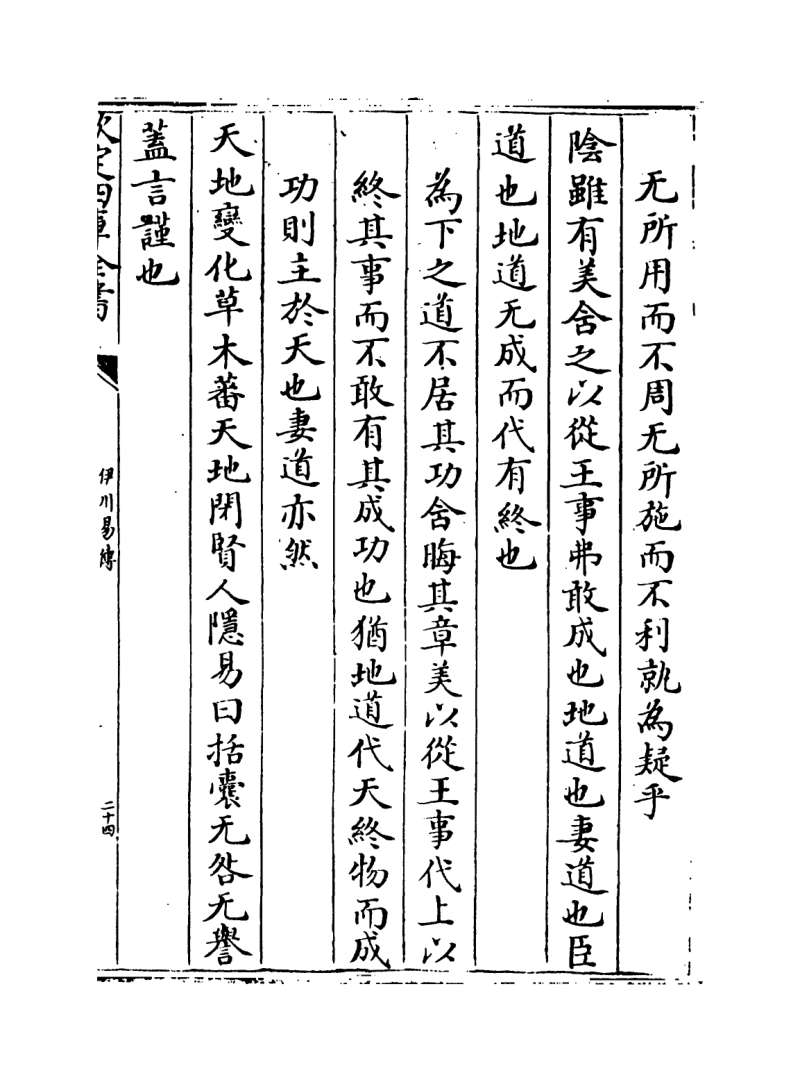 无所用而不周无所施而不利孰為疑乎
陰雖有美含之以從王事弗敢成也地道也妻道也臣
道也地道无成而代有終也
為下之道不居其功含晦其章美以從王事代上以
終其事而不敢有其成功也猶地道代天終物而成
功則主於天也妻道亦然
天地變化草木蕃天地閉賢人隱易曰括囊无咎无譽
蓋言謹也
欽定四庫全書
伊川易傳
二十四